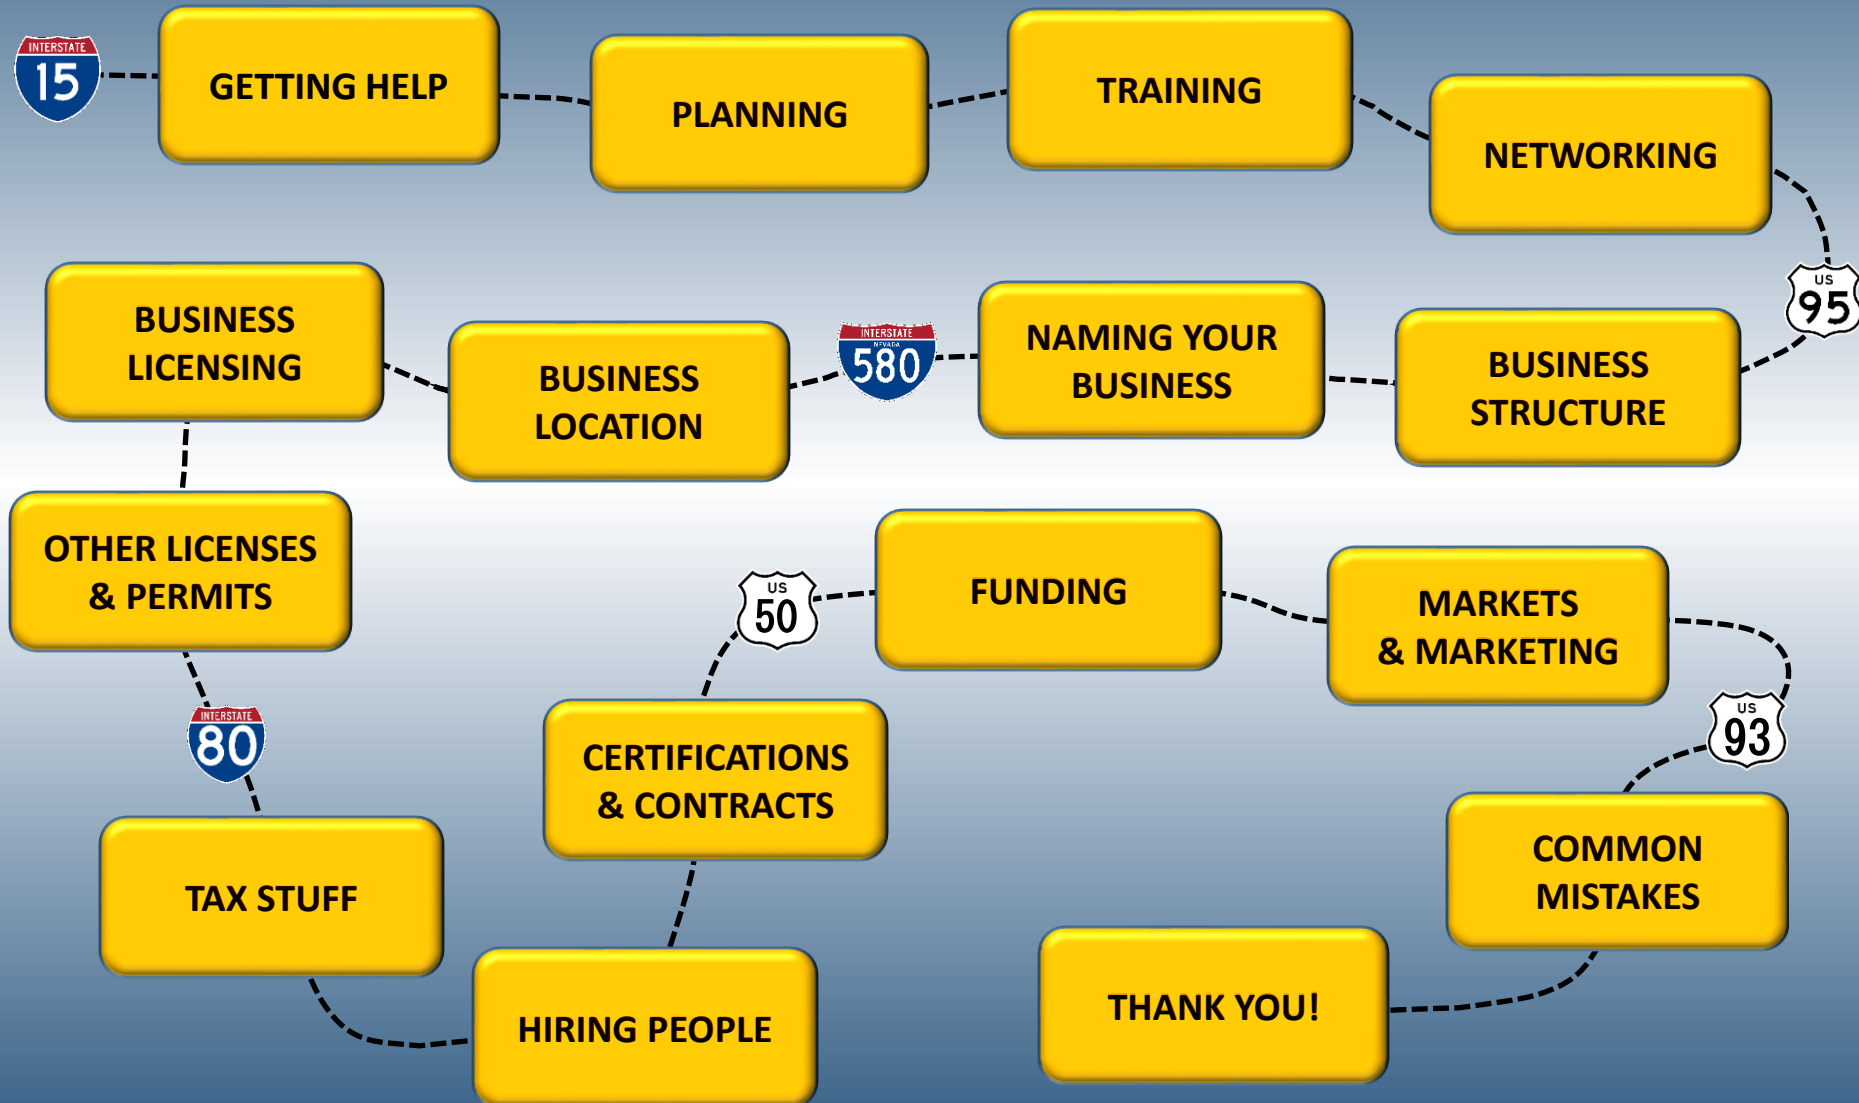 INTERSTATE
15
GETTING HELP
PLANNING
TRAINING
NETWORKING
US
95
BUSINESS
STRUCTURE
NAMING YOUR
BUSINESS
INTERSTATE
NEVADA
580
BUSINESS
LOCATION
BUSINESS
LICENSING
OTHER LICENSES
& PERMITS
INTERSTATE
80
TAX STUFF
HIRING PEOPLE
CERTIFICATIONS
& CONTRACTS
US
50
FUNDING
MARKETS
& MARKETING
US
93
COMMON
MISTAKES
THANK YOU!